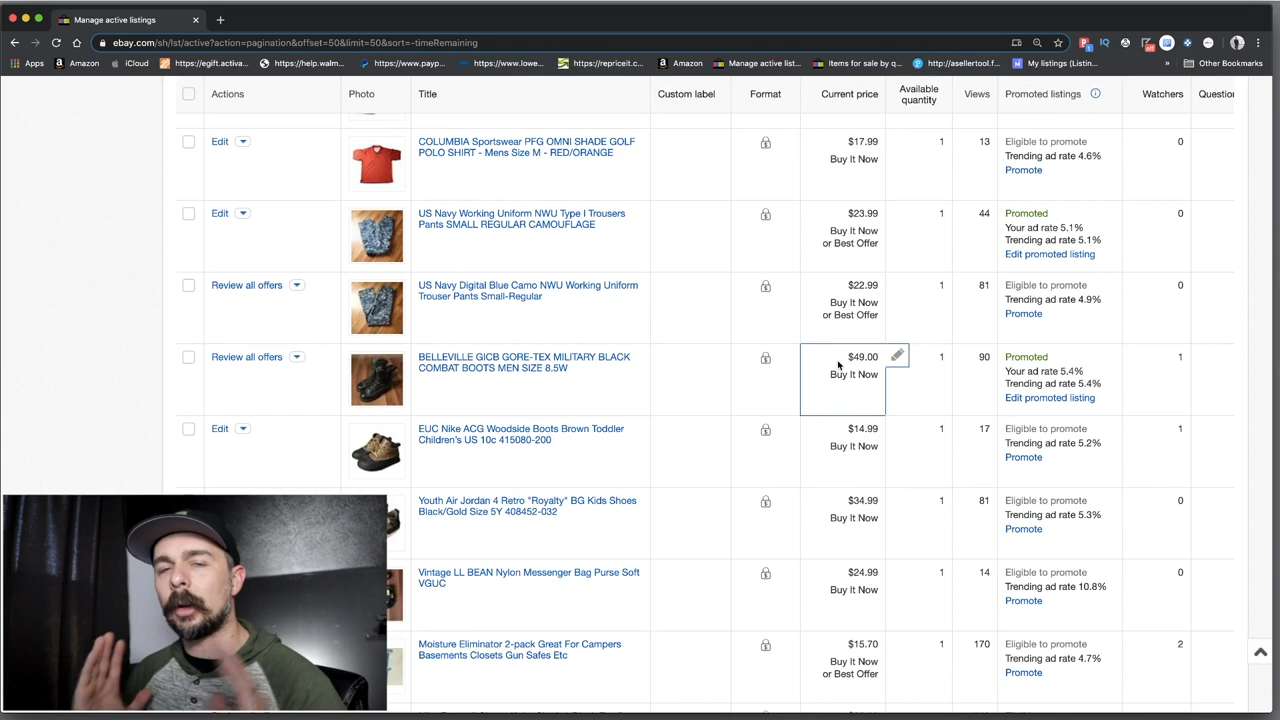 Manage active listings
ebay.com/sh/lst/active?action=pagination&offset=50&limit=50&sort=-timeRemaining
Apps Amazon iCloud https://egift.activa... https://help.walm... https://www.payp... https://www.lowe... https://repriceit.c... Amazon Manage active list... Items for sale by q... http://asellertool.f... My listings (Listin... » Other Bookmarks
Actions Photo Title Custom label Format Current price Available quantity Views Promoted listings Watchers Question
Edit COLUMBIA Sportswear PFG OMNI SHADE GOLF $17.99 1 13 Eligible to promote 0
POLO SHIRT - Mens Size M - RED/ORANGE Buy It Now Trending ad rate 4.6%
Promote
Edit US Navy Working Uniform NWU Type I Trousers $23.99 1 44 Promoted 0
Pants SMALL REGULAR CAMOUFLAGE Buy It Now Your ad rate 5.1%
or Best Offer Trending ad rate 5.1%
Edit promoted listing
Review all offers US Navy Digital Blue Camo NWU Working Uniform $22.99 1 81 Eligible to promote 0
Trouser Pants Small-Regular Buy It Now Trending ad rate 4.9%
or Best Offer Promote
Review all offers BELLEVILLE GICB GORE-TEX MILITARY BLACK $49.00 1 90 Promoted 1
COMBAT BOOTS MEN SIZE 8.5W Buy It Now Your ad rate 5.4%
Trending ad rate 5.4%
Edit promoted listing
Edit EUC Nike ACG Woodside Boots Brown Toddler $14.99 1 17 Eligible to promote 1
Children's US 10c 415080-200 Buy It Now Trending ad rate 5.2%
Promote
Youth Air Jordan 4 Retro "Royalty" BG Kids Shoes $34.99 1 81 Eligible to promote 0
Black/Gold Size 5Y 408452-032 Buy It Now Trending ad rate 5.3%
Promote
Vintage LL BEAN Nylon Messenger Bag Purse Soft $24.99 1 14 Eligible to promote 0
VGUC Buy It Now Trending ad rate 10.8%
Promote
Moisture Eliminator 2-pack Great For Campers $15.70 1 170 Eligible to promote 2
Basements Closets Gun Safes Etc Buy It Now Trending ad rate 4.7%
or Best Offer Promote